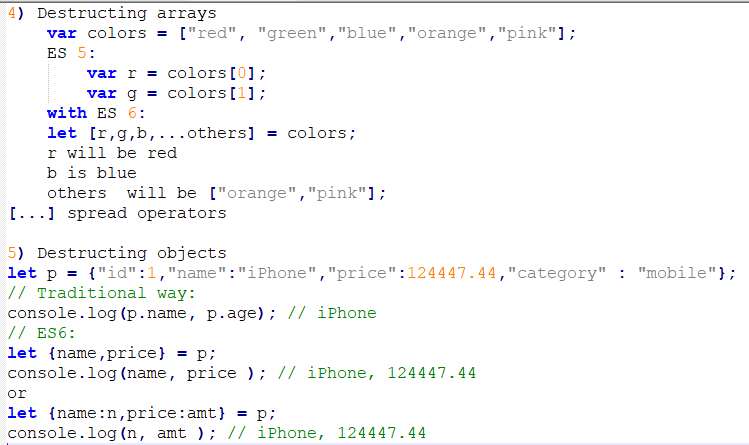 4) Destructing arrays
var colors = ["red", "green","blue","orange","pink"];
ES 5:
var r = colors[0];
var g = colors[1];
with ES 6:
let [r,g,b,...others] = colors;
r will be red
b is blue
others  will be ["orange","pink"];
[...] spread operators
5) Destructing objects
let p = {"id":1,"name":"iPhone","price":124447.44,"category" : "mobile"};
// Traditional way:
console.log(p.name, p.age); // iPhone
// ES6:
let {name,price} = p;
console.log(name, price ); // iPhone, 124447.44
or
let {name:n,price:amt} = p;
console.log(n, amt ); // iPhone, 124447.44